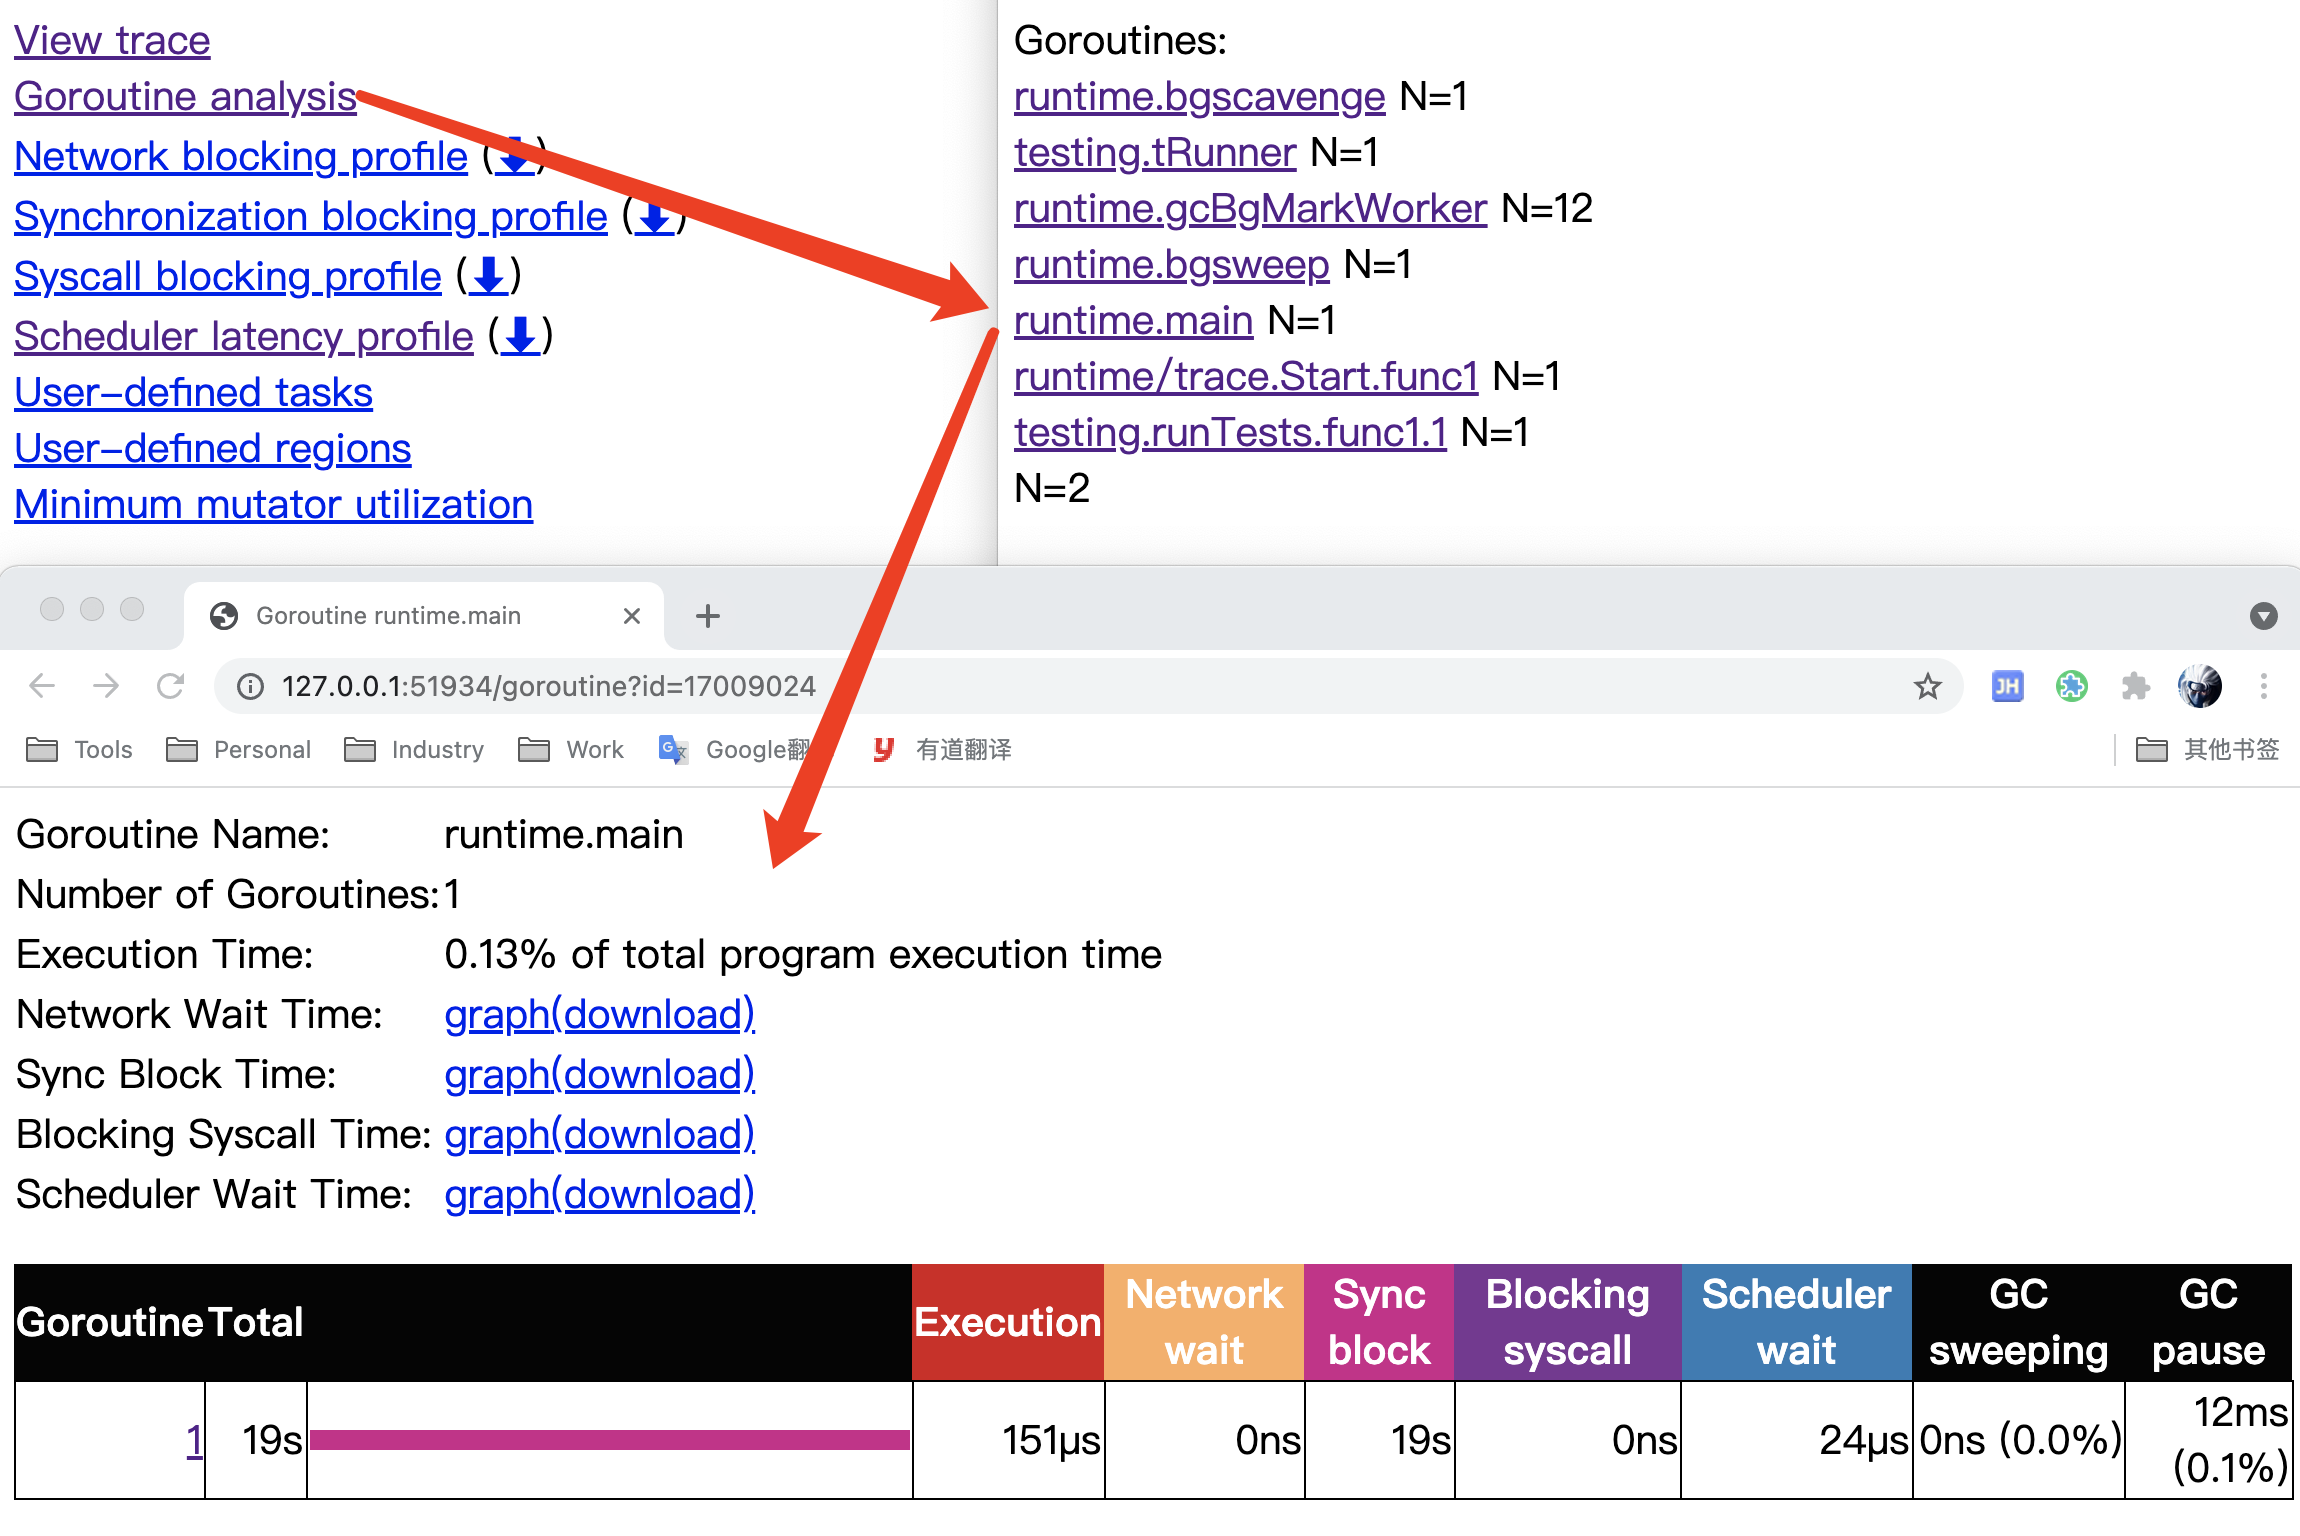 View trace
Goroutine analysis
Network blocking profile (⬇)
Synchronization blocking profile (⬇)
Syscall blocking profile (⬇)
Scheduler latency profile (⬇)
User-defined tasks
User-defined regions
Minimum mutator utilization
Goroutines:
runtime.bgscavenge N=1
testing.tRunner N=1
runtime.gcBgMarkWorker N=12
runtime.bgsweep N=1
runtime.main N=1
runtime/trace.Start.func1 N=1
testing.runTests.func1.1 N=1
N=2
Goroutine runtime.main
127.0.0.1:51934/goroutine?id=17009024
JH
Tools Personal Industry Work Google翻 有道翻译 其他书签
Goroutine Name: runtime.main
Number of Goroutines: 1
Execution Time: 0.13% of total program execution time
Network Wait Time: graph(download)
Sync Block Time: graph(download)
Blocking Syscall Time: graph(download)
Scheduler Wait Time: graph(download)
Goroutine Total Execution Network wait Sync block Blocking syscall Scheduler wait GC sweeping GC pause
1 19s 151µs 0ns 19s 0ns 24µs 0ns (0.0%) 12ms (0.1%)